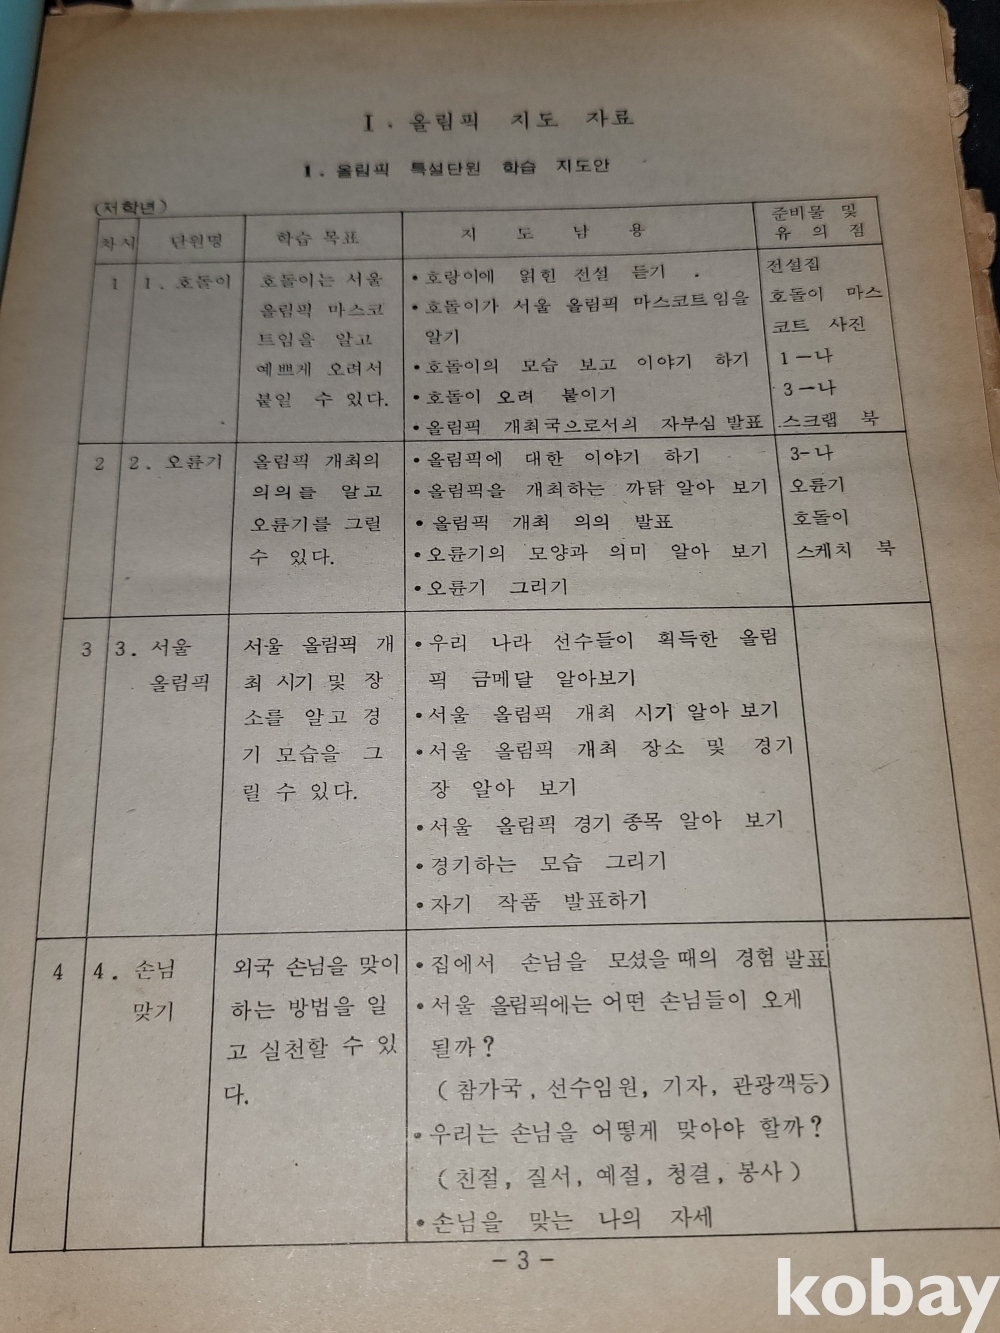 I. 올림픽 지도 자료
1. 올림픽 특설단원 학습 지도안
(저학년)
차시 단원명 학습 목표 지 도 내 용 준비물 및
유 의 점
1 1. 호돌이
호돌이는 서울
올림픽 마스코
트임을 알고
예쁘게 오려서
붙일 수 있다.
• 호랑이에 얽힌 전설 듣기
• 호돌이가 서울 올림픽 마스코트임을
알기
• 호돌이의 모습 보고 이야기 하기
• 호돌이 오려 붙이기
• 올림픽 개최국으로서의 자부심 발표
전설집
호돌이 마스
코트 사진
1-나
3-나
스크랩 북
2 2. 오륜기
올림픽 개최의
의의들 알고
오륜기를 그릴
수 있다.
• 올림픽에 대한 이야기 하기
• 올림픽을 개최하는 까닭 알아 보기
• 올림픽 개최 의의 발표
• 오륜기의 모양과 의미 알아 보기
• 오륜기 그리기
3-나
오륜기
호돌이
스케치 북
3 3. 서울
올림픽
서울 올림픽 개
최 시기 및 장
소를 알고 경
기 모습을 그
릴 수 있다.
• 우리 나라 선수들이 획득한 올림
픽 금메달 알아보기
• 서울 올림픽 개최 시기 알아 보기
• 서울 올림픽 개최 장소 및 경기
장 알아 보기
• 서울 올림픽 경기 종목 알아 보기
• 경기하는 모습 그리기
• 자기 작품 발표하기
4 4. 손님
맞기
외국 손님을 맞이
하는 방법을 일
고 실천할 수 있
다.
• 집에서 손님을 모셨을 때의 경험 발표
• 서울 올림픽에는 어떤 손님들이 오게
될까?
(참가국, 선수임원, 기자, 관광객등)
• 우리는 손님을 어떻게 맞아야 할까?
(친절, 질서, 예절, 청결, 봉사)
• 손님을 맞는 나의 자세
- 3 -
kobay